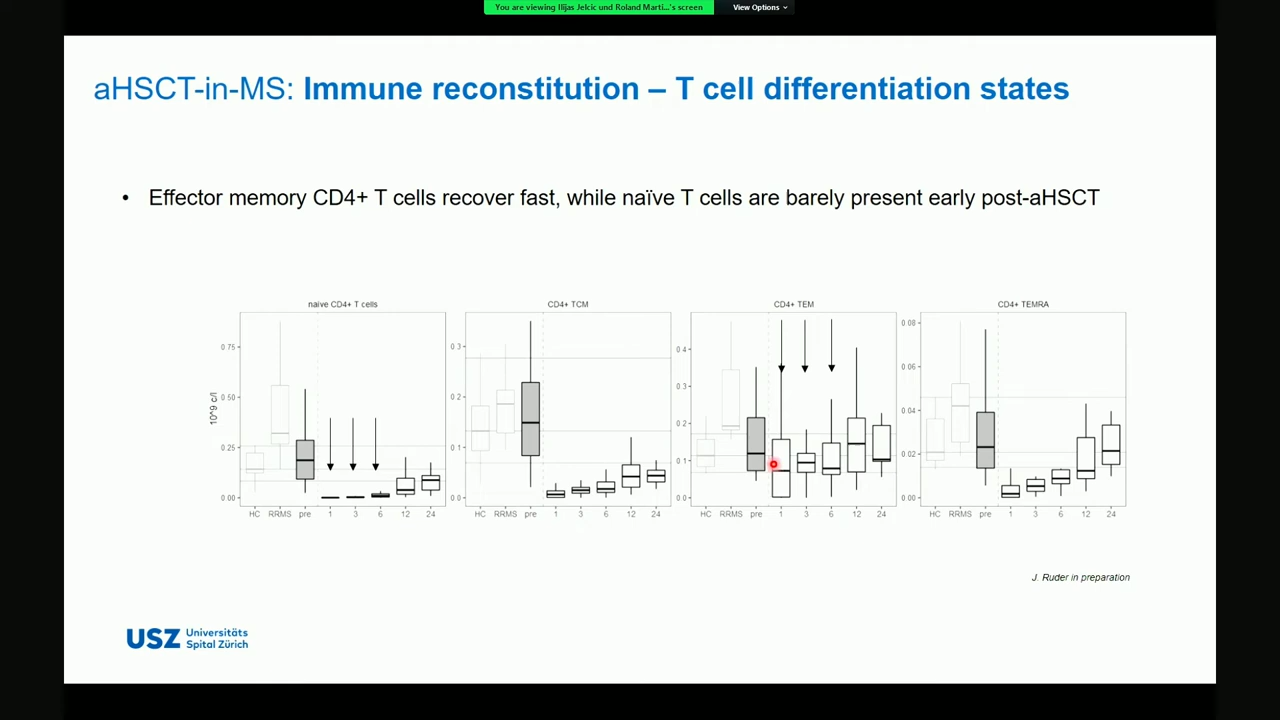 You are viewing Ilijas Jelcic und Roland Marti...'s screen
View Options
aHSCT-in-MS: Immune reconstitution – T cell differentiation states
• Effector memory CD4+ T cells recover fast, while naïve T cells are barely present early post-aHSCT
naive CD4+ T cells
CD4+ TCM
CD4+ TEM
CD4+ TEMRA
10^9 c/l
0.75
0.50
0.25
0.00
HC RRMS pre 1 3 6 12 24
0.3
0.2
0.1
0.0
HC RRMS pre 1 3 6 12 24
0.4
0.3
0.2
0.1
0.0
HC RRMS pre 1 3 6 12 24
0.08
0.06
0.04
0.02
0.00
HC RRMS pre 1 3 6 12 24
J. Ruder in preparation
USZ Universitäts
Spital Zürich